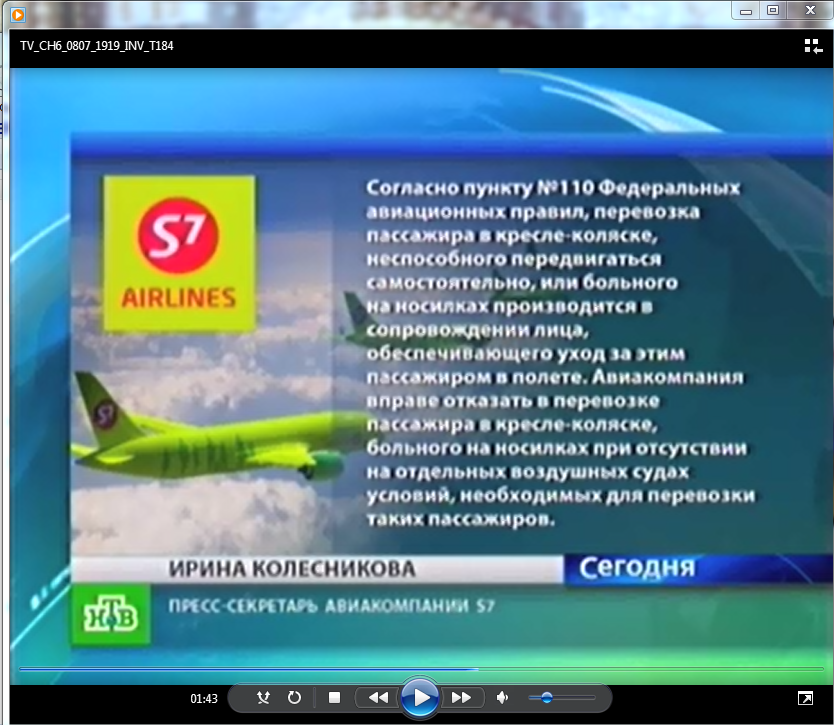 TV_CH6_0807_1919_INV_T184
S7
AIRLINES
Согласно пункту №110 Федеральных
авиационных правил, перевозка
пассажира в кресле-коляске,
неспособного передвигаться
самостоятельно, или больного
на носилках производится в
сопровождении лица,
обеспечивающего уход за этим
пассажиром в полете. Авиакомпания
вправе отказать в перевозке
пассажира в кресле-коляске,
больного на носилках при отсутствии
на отдельных воздушных судах
условий, необходимых для перевозки
таких пассажиров.
S7
ИРИНА КОЛЕСНИКОВА
Сегодня
НТВ
ПРЕСС-СЕКРЕТАРЬ АВИАКОМПАНИИ S7
01:43